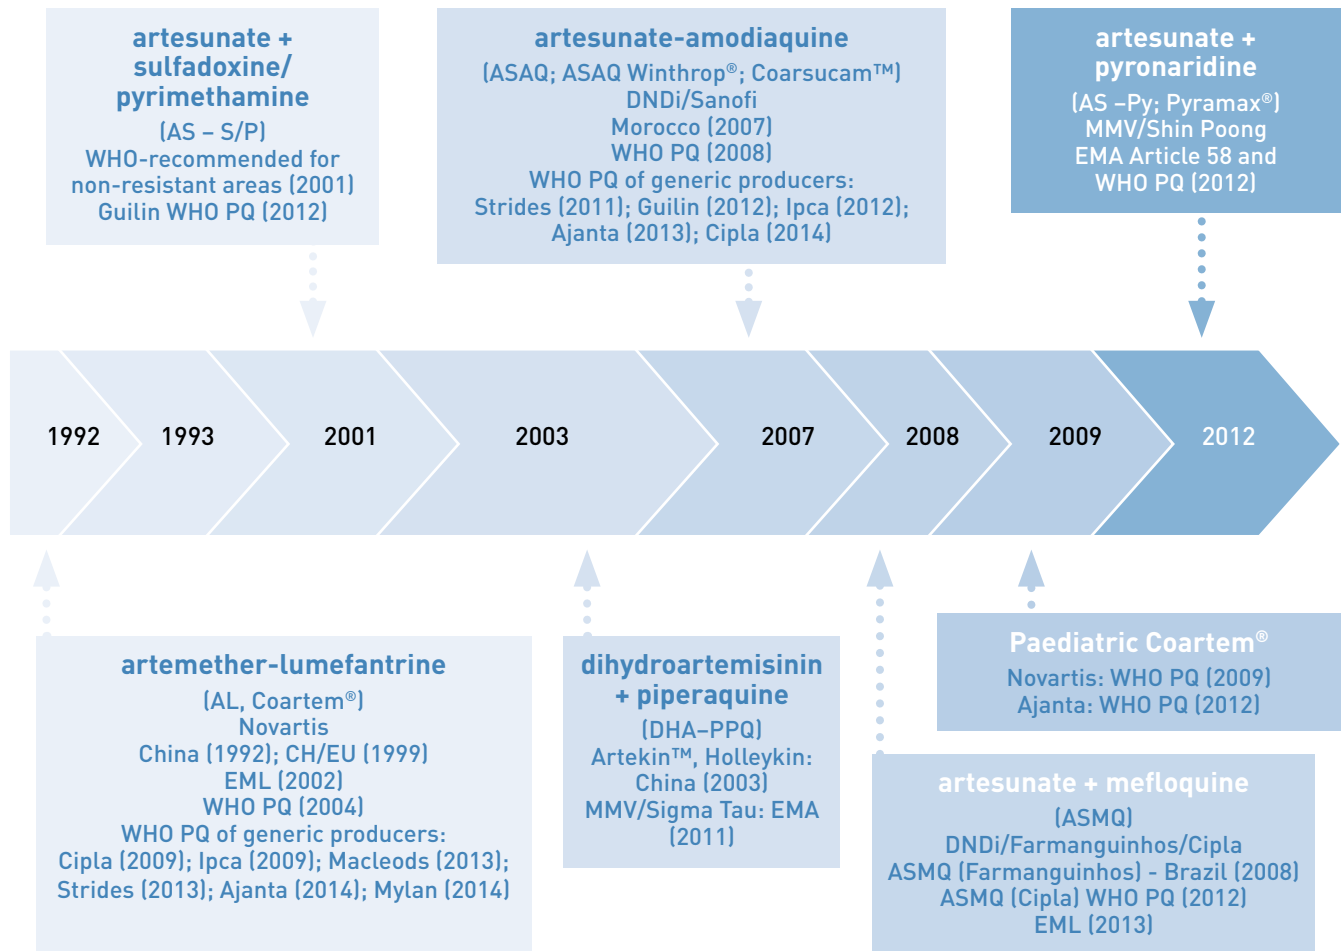 artesunate +
sulfadoxine/
pyrimethamine
(AS – S/P)
WHO-recommended for
non-resistant areas (2001)
Guilin WHO PQ (2012)
artesunate-amodiaquine
(ASAQ; ASAQ Winthrop®; Coarsucam™)
DNDi/Sanofi
Morocco (2007)
WHO PQ (2008)
WHO PQ of generic producers:
Strides (2011); Guilin (2012); Ipca (2012);
Ajanta (2013); Cipla (2014)
artesunate +
pyronaridine
(AS –Py; Pyramax®)
MMV/Shin Poong
EMA Article 58 and
WHO PQ (2012)
1992
1993
2001
2003
2007
2008
2009
2012
artemether-lumefantrine
(AL, Coartem®)
Novartis
China (1992); CH/EU (1999)
EML (2002)
WHO PQ (2004)
WHO PQ of generic producers:
Cipla (2009); Ipca (2009); Macleods (2013);
Strides (2013); Ajanta (2014); Mylan (2014)
dihydroartemisinin
+ piperaquine
(DHA–PPQ)
Artekin™, Holleykin:
China (2003)
MMV/Sigma Tau: EMA
(2011)
Paediatric Coartem®
Novartis: WHO PQ (2009)
Ajanta: WHO PQ (2012)
artesunate + mefloquine
(ASMQ)
DNDi/Farmanguinhos/Cipla
ASMQ (Farmanguinhos) - Brazil (2008)
ASMQ (Cipla) WHO PQ (2012)
EML (2013)